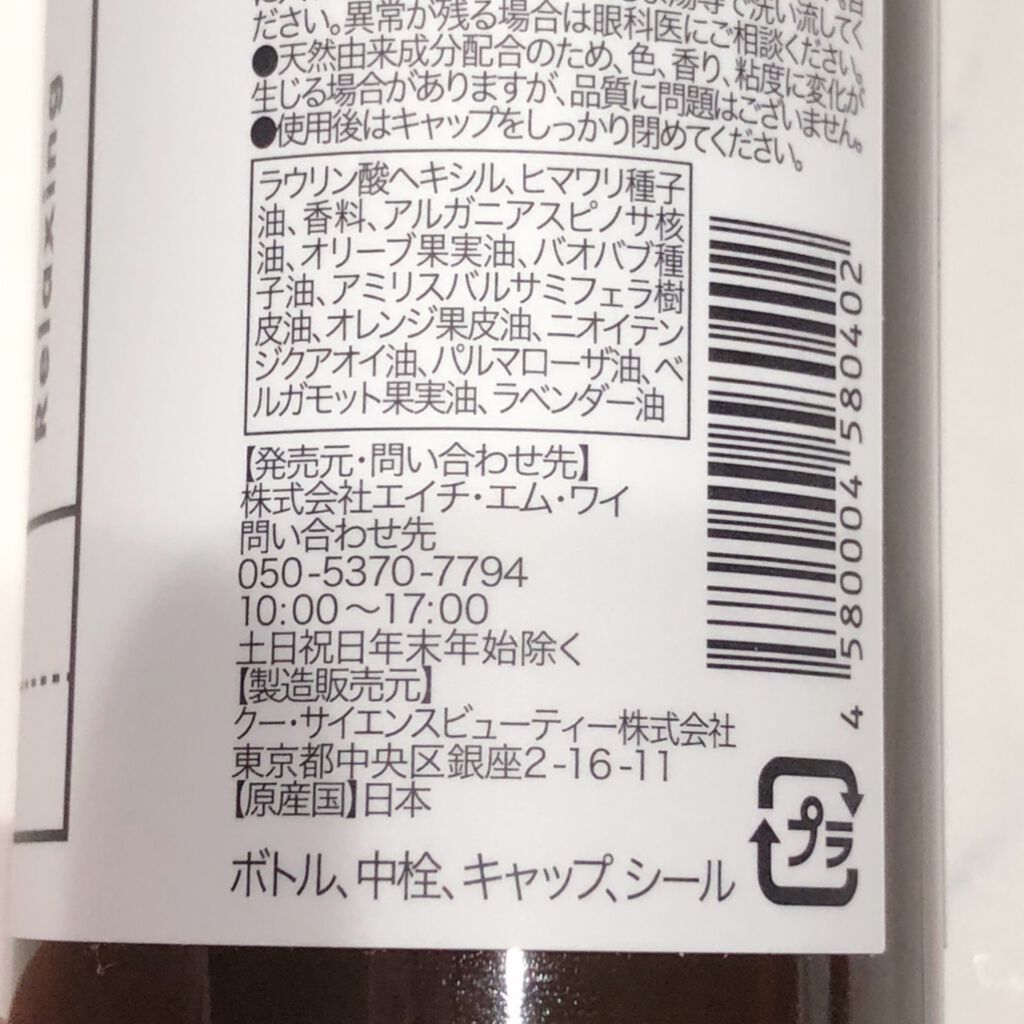 で洗い流してく
ださい。異常が残る場合は眼科医にご相談ください。
●天然由来成分配合のため、色、香り、粘度に変化が
生じる場合がありますが、品質に問題はございません。
●使用後はキャップをしっかり閉めてください。
ラウリン酸ヘキシル、ヒマワリ種子
油、香料、アルガニアスピノサ核
油、オリーブ果実油、バオバブ種
子油、アミリスバルサミフェラ樹
皮油、オレンジ果皮油、ニオイテン
ジクアオイ油、パルマローザ油、ベ
ルガモット果実油、ラベンダー油
【発売元・問い合わせ先】
株式会社エイチ・エム・ワイ
問い合わせ先
050-5370-7794
10:00～17:00
土日祝日年末年始除く
【製造販売元】
クー・サイエンスビューティー株式会社
東京都中央区銀座2-16-11
【原産国】日本
ボトル、中栓、キャップ、シール
プラ
4 580004 580402
Relaxing